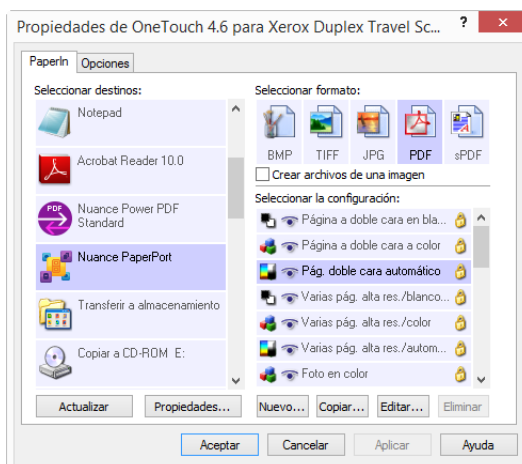 Propiedades de OneTouch 4.6 para Xerox Duplex Travel Sc...
PaperIn
Opciones
Seleccionar destinos:
Notepad
Acrobat Reader 10.0
PDF
Nuance Power PDF
Standard
Nuance PaperPort
Transferir a almacenamiento
Copiar a CD-ROM E:
Actualizar
Propiedades...
Seleccionar formato:
BMP
TIFF
JPG
PDF
sPDF
Crear archivos de una imagen
Seleccionar la configuración:
Página a doble cara en bla...
Página a doble cara a color
Pág. doble cara automático
Varias pág. alta res./blanco...
Varias pág. alta res./color
Varias pág. alta res./autom...
Foto en color
Nuevo...
Copiar...
Editar...
Eliminar
Aceptar
Cancelar
Aplicar
Ayuda